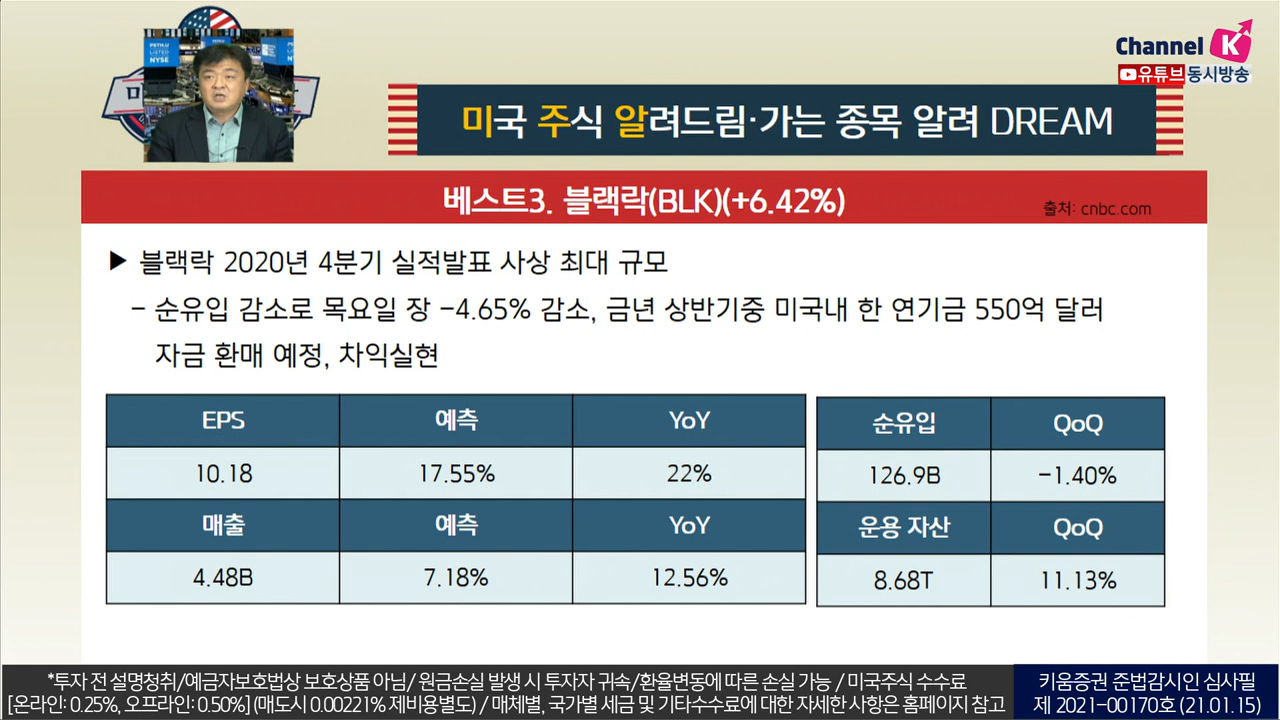 PETH.U
LISTED
NYSE
미
Channel K
유튜브 동시방송
미국 주식 알려드림·가는 종목 알려 DREAM
베스트3. 블랙락(BLK)(+6.42%)
출처: cnbc.com
▶ 블랙락 2020년 4분기 실적발표 사상 최대 규모
- 순유입 감소로 목요일 장 -4.65% 감소, 금년 상반기중 미국내 한 연기금 550억 달러
자금 환매 예정, 차익실현
EPS 예측 YoY
10.18 17.55% 22%
매출 예측 YoY
4.48B 7.18% 12.56%
순유입 QoQ
126.9B -1.40%
운용 자산 QoQ
8.68T 11.13%
*투자 전 설명청취/예금자보호법상 보호상품 아님/ 원금손실 발생 시 투자자 귀속/환율변동에 따른 손실 가능 / 미국주식 수수료
[온라인: 0.25%, 오프라인: 0.50%] (매도시 0.00221% 제비용별도) / 매체별, 국가별 세금 및 기타수수료에 대한 자세한 사항은 홈페이지 참고
키움증권 준법감시인 심사필
제 2021-00170호 (21.01.15)